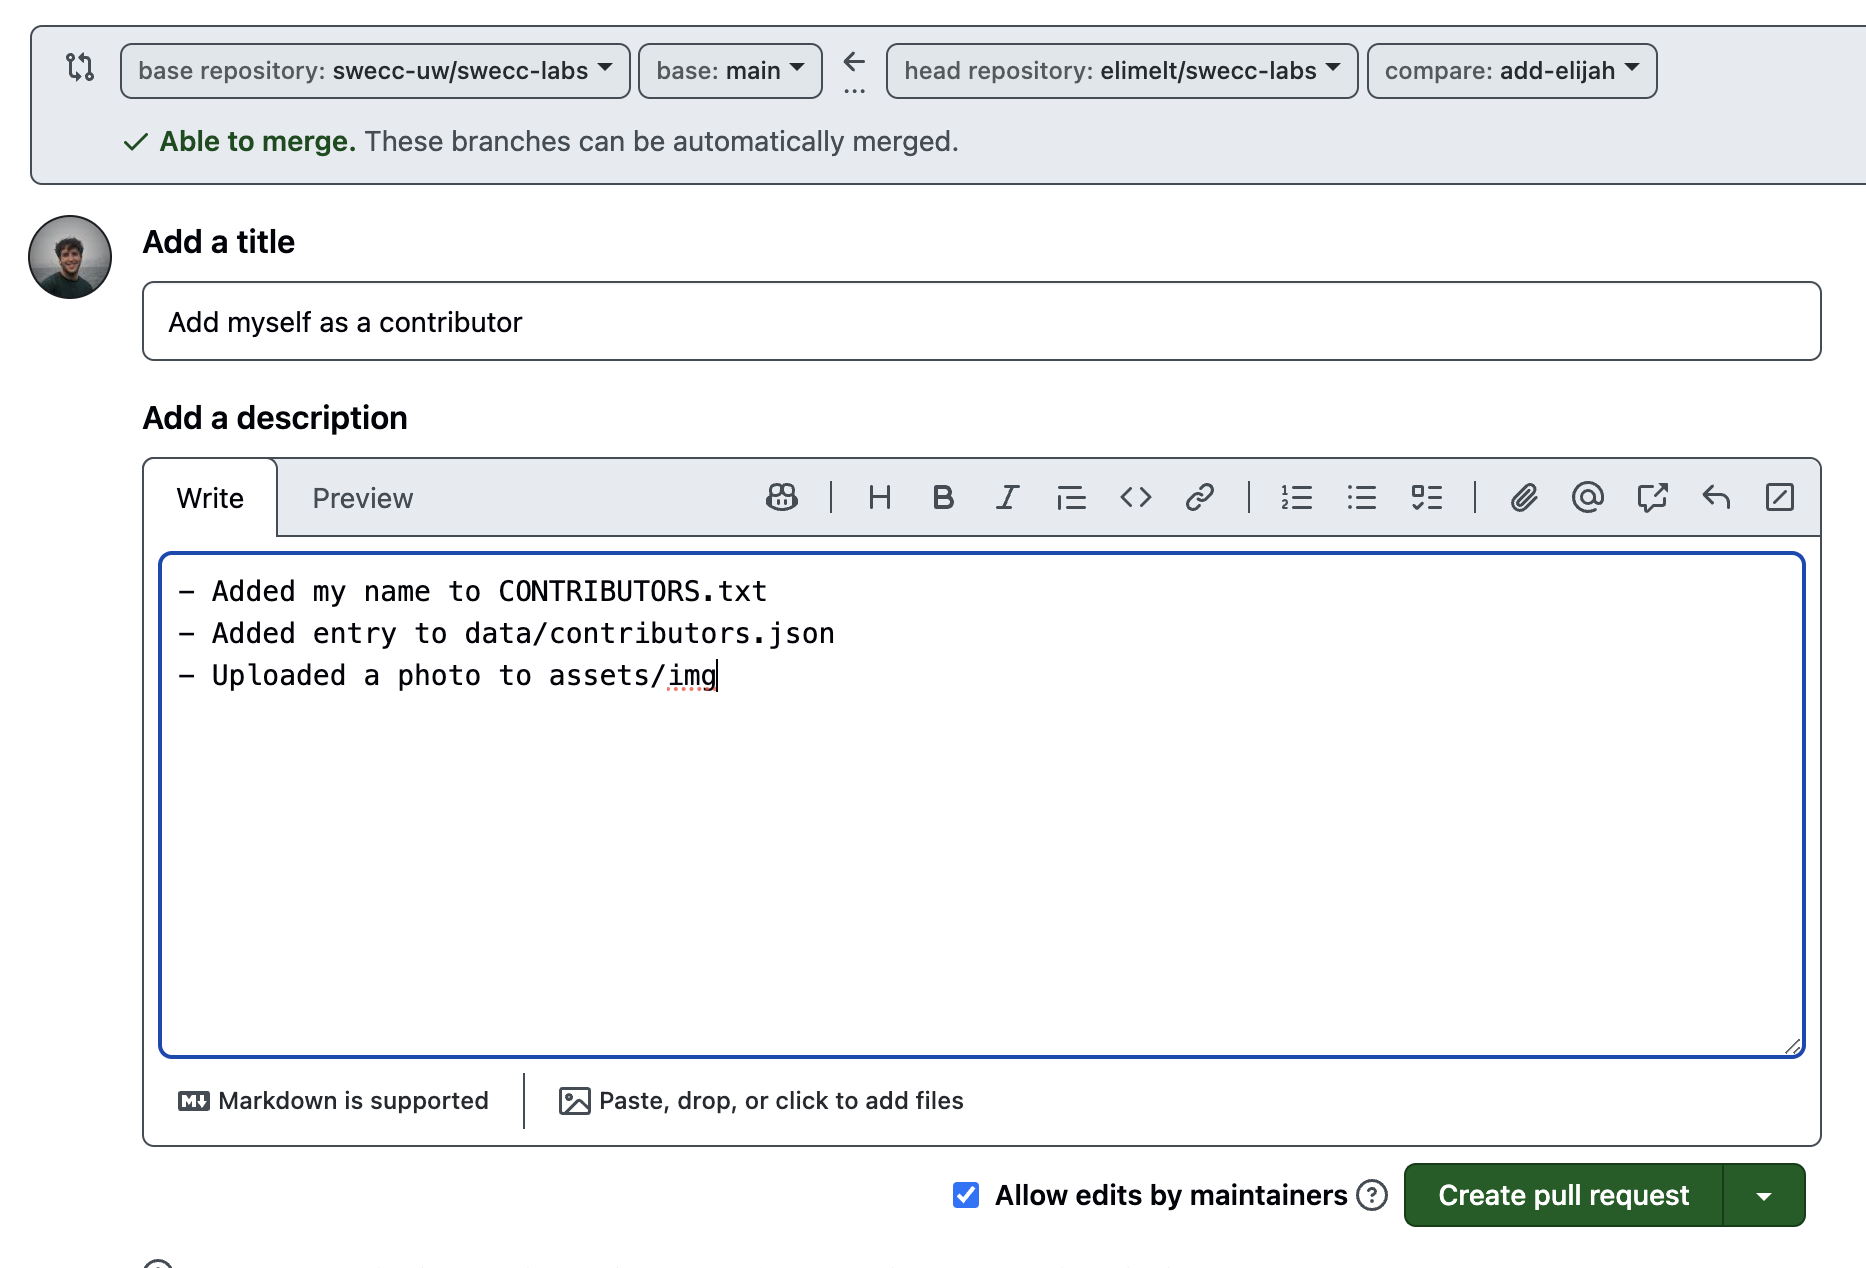 base repository: swecc-uw/swecc-labs base: main ← ... head repository: elimelt/swecc-labs compare: add-elijah
Able to merge. These branches can be automatically merged.
Add a title
Add myself as a contributor
Add a description
Write Preview
- Added my name to CONTRIBUTORS.txt
- Added entry to data/contributors.json
- Uploaded a photo to assets/img
Markdown is supported Paste, drop, or click to add files
Allow edits by maintainers Create pull request